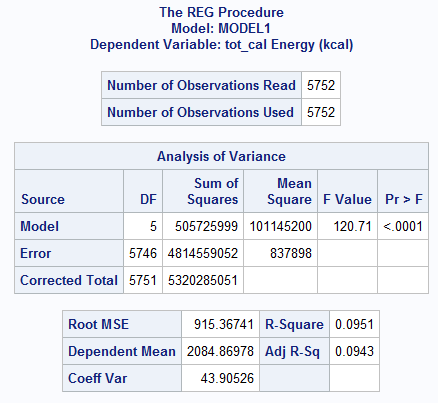 The REG Procedure
Model: MODEL1
Dependent Variable: tot_cal Energy (kcal)
Number of Observations Read 5752
Number of Observations Used 5752
Analysis of Variance
Source DF Sum of Squares Mean Square F Value Pr > F
Model 5 505725999 101145200 120.71 <.0001
Error 5746 4814559052 837898
Corrected Total 5751 5320285051
Root MSE 915.36741 R-Square 0.0951
Dependent Mean 2084.86978 Adj R-Sq 0.0943
Coeff Var 43.90526